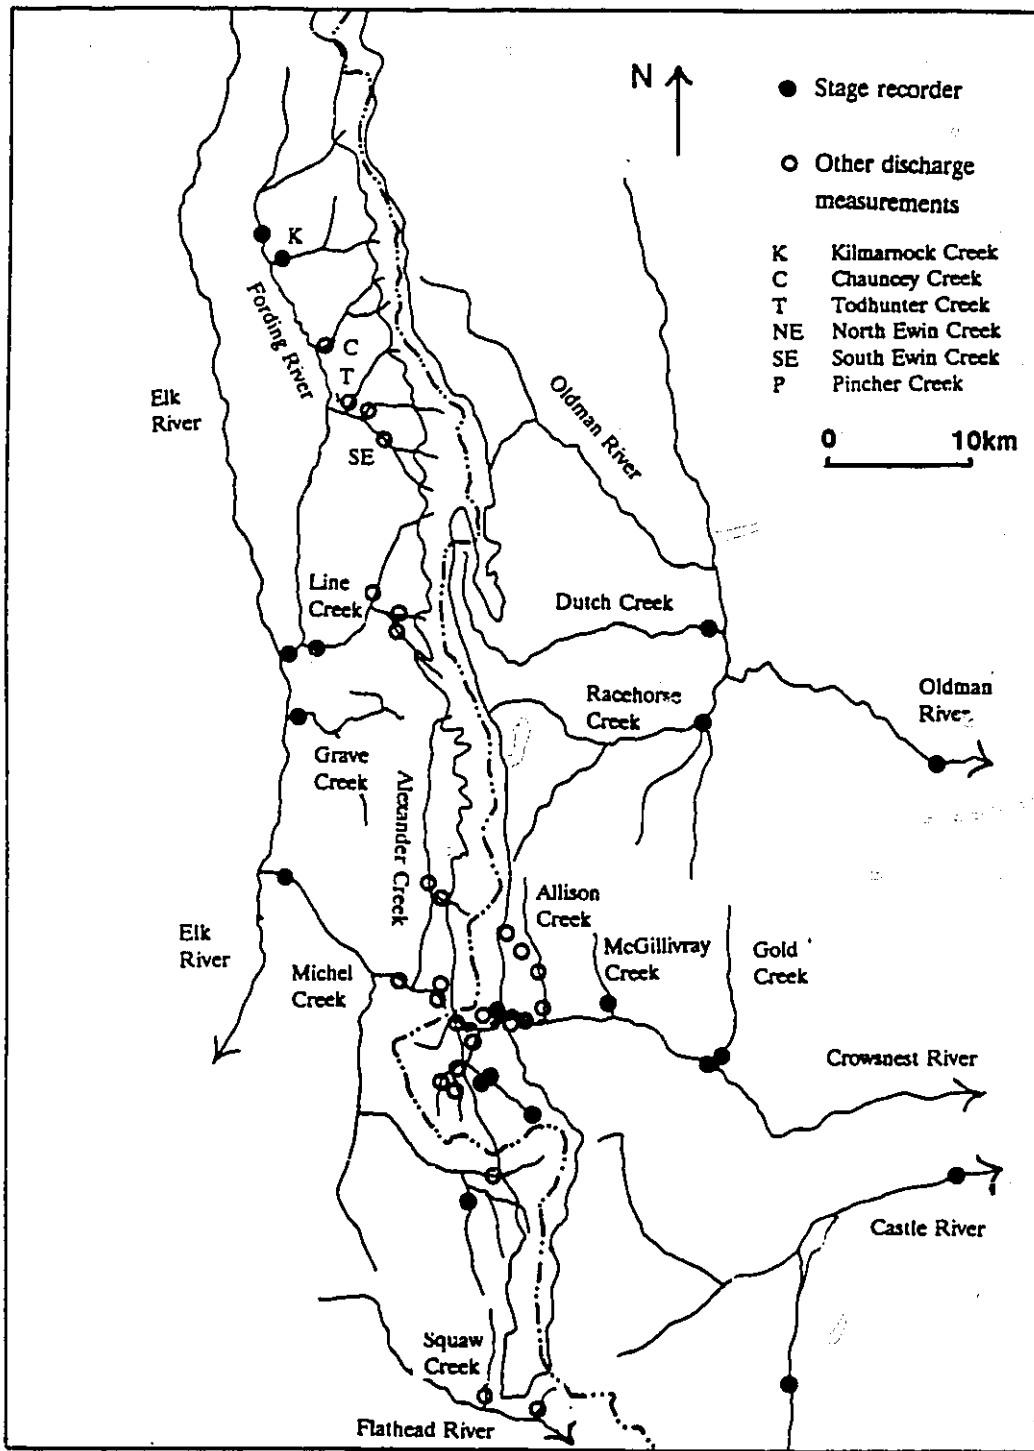 N
Stage recorder
Other discharge
measurements
K Kilmarnock Creek
C Chauncey Creek
T Todhunter Creek
NE North Ewin Creek
SE South Ewin Creek
P Pincher Creek
0 10km
K
Fording River
C
T
SE
Elk
River
Oldman River
Line
Creek
Dutch Creek
Racehorse
Creek
Oldman
River
Grave
Creek
Alexander Creek
Allison
Creek
McGillivray
Creek
Gold
Creek
Elk
River
Michel
Creek
Crowsnest River
Castle River
Squaw
Creek
Flathead River